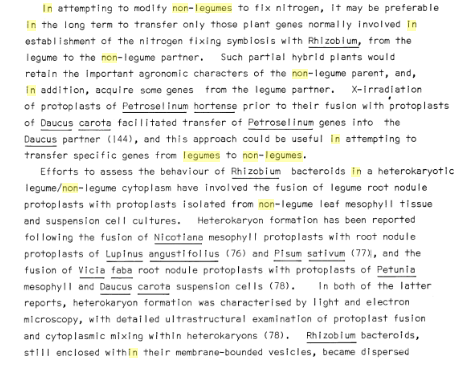 In attempting to modify non-legumes to fix nitrogen, it may be preferable
in the long term to transfer only those plant genes normally involved in
establishment of the nitrogen fixing symbiosis with Rhizobium, from the
legume to the non-legume partner. Such partial hybrid plants would
retain the important agronomic characters of the non-legume parent, and,
in addition, acquire some genes from the legume partner. X-irradiation
of protoplasts of Petroselinum hortense prior to their fusion with protoplasts
of Daucus carota facilitated transfer of Petroselinum genes into the
Daucus partner (144), and this approach could be useful in attempting to
transfer specific genes from legumes to non-legumes.
Efforts to assess the behaviour of Rhizobium bacteroids in a heterokaryotic
legume/non-legume cytoplasm have involved the fusion of legume root nodule
protoplasts with protoplasts isolated from non-legume leaf mesophyll tissue
and suspension cell cultures. Heterokaryon formation has been reported
following the fusion of Nicotiana mesophyll protoplasts with root nodule
protoplasts of Lupinus angustifolius (76) and Pisum sativum (77), and the
fusion of Vicia faba root nodule protoplasts with protoplasts of Petunia
mesophyll and Daucus carota suspension cells (78). In both of the latter
reports, heterokaryon formation was characterised by light and electron
microscopy, with detailed ultrastructural examination of protoplast fusion
and cytoplasmic mixing within heterokaryons (78). Rhizobium bacteroids,
still enclosed within their membrane-bounded vesicles, became dispersed